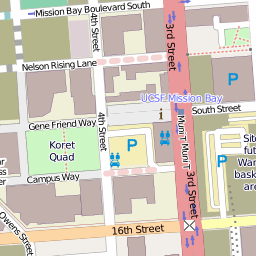 Mission Bay Boulevard South
4th Street
3rd Street
Nelson Rising Lane
P
UCSF Mission Bay
South Street
i
Gene Friend Way
4th Street
Muni T
Muni T
P
P
Koret
Quad
Site
futu
War
bask
are
Campus Way
3rd Street
Owens Street
16th Street